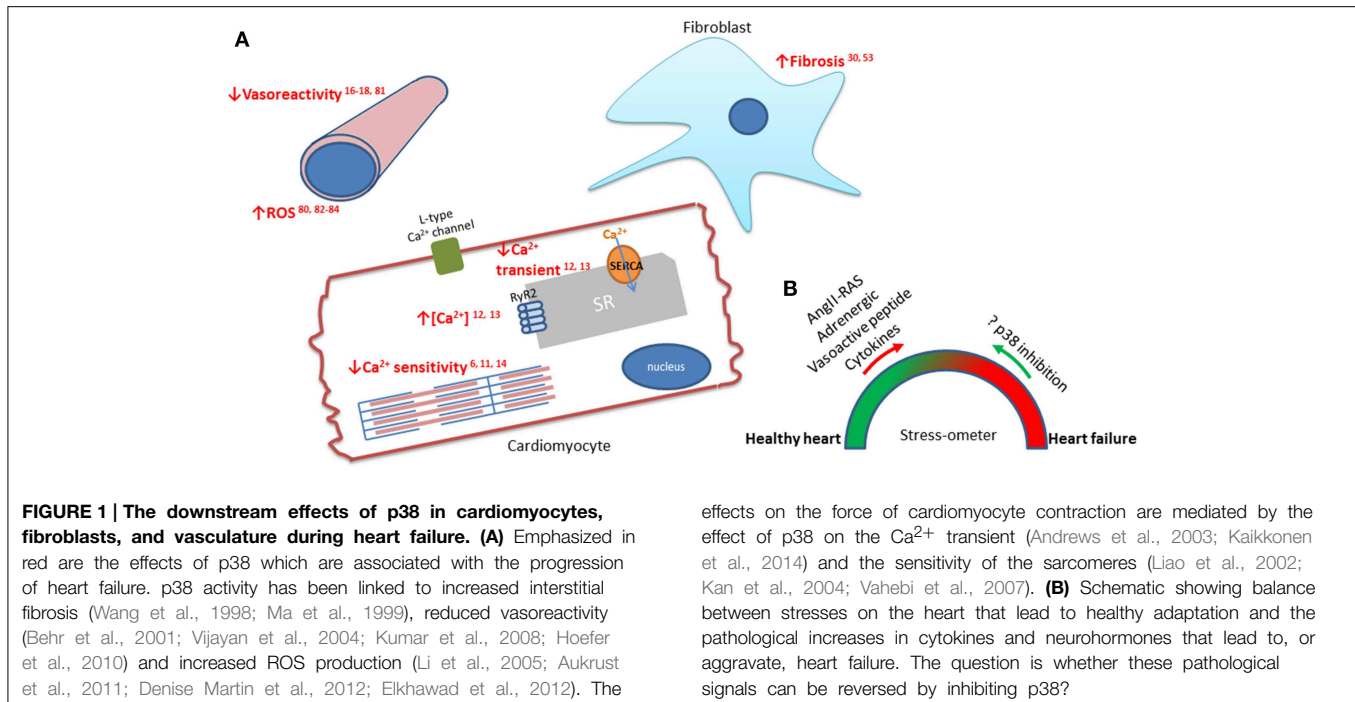 A
Fibroblast
↑Fibrosis 30, 53
↓Vasoreactivity 16-18, 81
↑ROS 80, 82-84
L-type
Ca2+ channel
↓Ca2+
transient 12, 13
Ca2+
SERCA
RyR2
SR
↑[Ca2+] 12, 13
↓Ca2+ sensitivity 6, 11, 14
nucleus
Cardiomyocyte
B
AngII-RAS
Adrenergic
Vasoactive peptide
Cytokines
? p38 inhibition
Healthy heart
Stress-ometer
Heart failure
FIGURE 1 | The downstream effects of p38 in cardiomyocytes,
fibroblasts, and vasculature during heart failure. (A) Emphasized in
red are the effects of p38 which are associated with the progression
of heart failure. p38 activity has been linked to increased interstitial
fibrosis (Wang et al., 1998; Ma et al., 1999), reduced vasoreactivity
(Behr et al., 2001; Vijayan et al., 2004; Kumar et al., 2008; Hoefer
et al., 2010) and increased ROS production (Li et al., 2005; Aukrust
et al., 2011; Denise Martin et al., 2012; Elkhawad et al., 2012). The
effects on the force of cardiomyocyte contraction are mediated by the
effect of p38 on the Ca2+ transient (Andrews et al., 2003; Kaikkonen
et al., 2014) and the sensitivity of the sarcomeres (Liao et al., 2002;
Kan et al., 2004; Vahebi et al., 2007). (B) Schematic showing balance
between stresses on the heart that lead to healthy adaptation and the
pathological increases in cytokines and neurohormones that lead to, or
aggravate, heart failure. The question is whether these pathological
signals can be reversed by inhibiting p38?